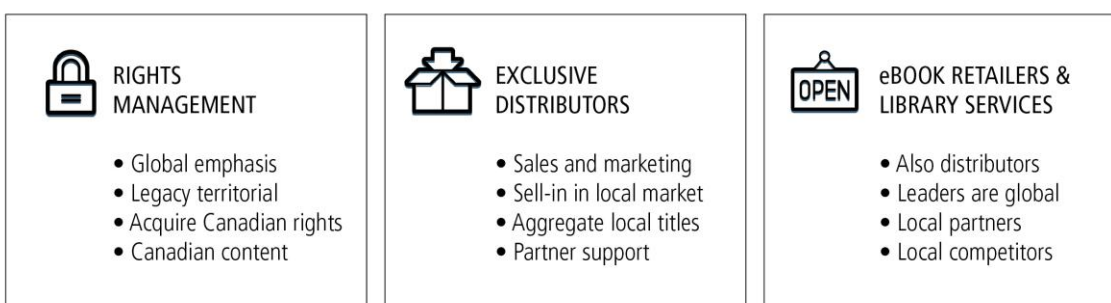 RIGHTS
MANAGEMENT
• Global emphasis
• Legacy territorial
• Acquire Canadian rights
• Canadian content
EXCLUSIVE
DISTRIBUTORS
• Sales and marketing
• Sell-in in local market
• Aggregate local titles
• Partner support
OPEN
eBOOK RETAILERS &
LIBRARY SERVICES
• Also distributors
• Leaders are global
• Local partners
• Local competitors